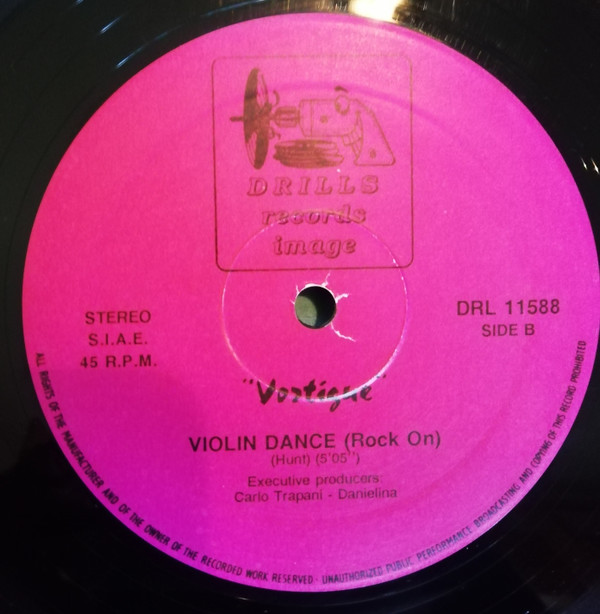 DRILLS
records
image
STEREO
S.I.A.E.
45 R.P.M.
DRL 11588
SIDE B
"Vortique"
VIOLIN DANCE (Rock On)
(Hunt) (5'05'')
Executive producers:
Carlo Trapani - Danielina
ALL RIGHTS OF THE MANUFACTURER AND OF THE OWNER OF THE RECORDED WORK RESERVED · UNAUTHORIZED PUBLIC PERFORMANCE BROADCASTING AND COPYING OF THIS RECORD PROHIBITED